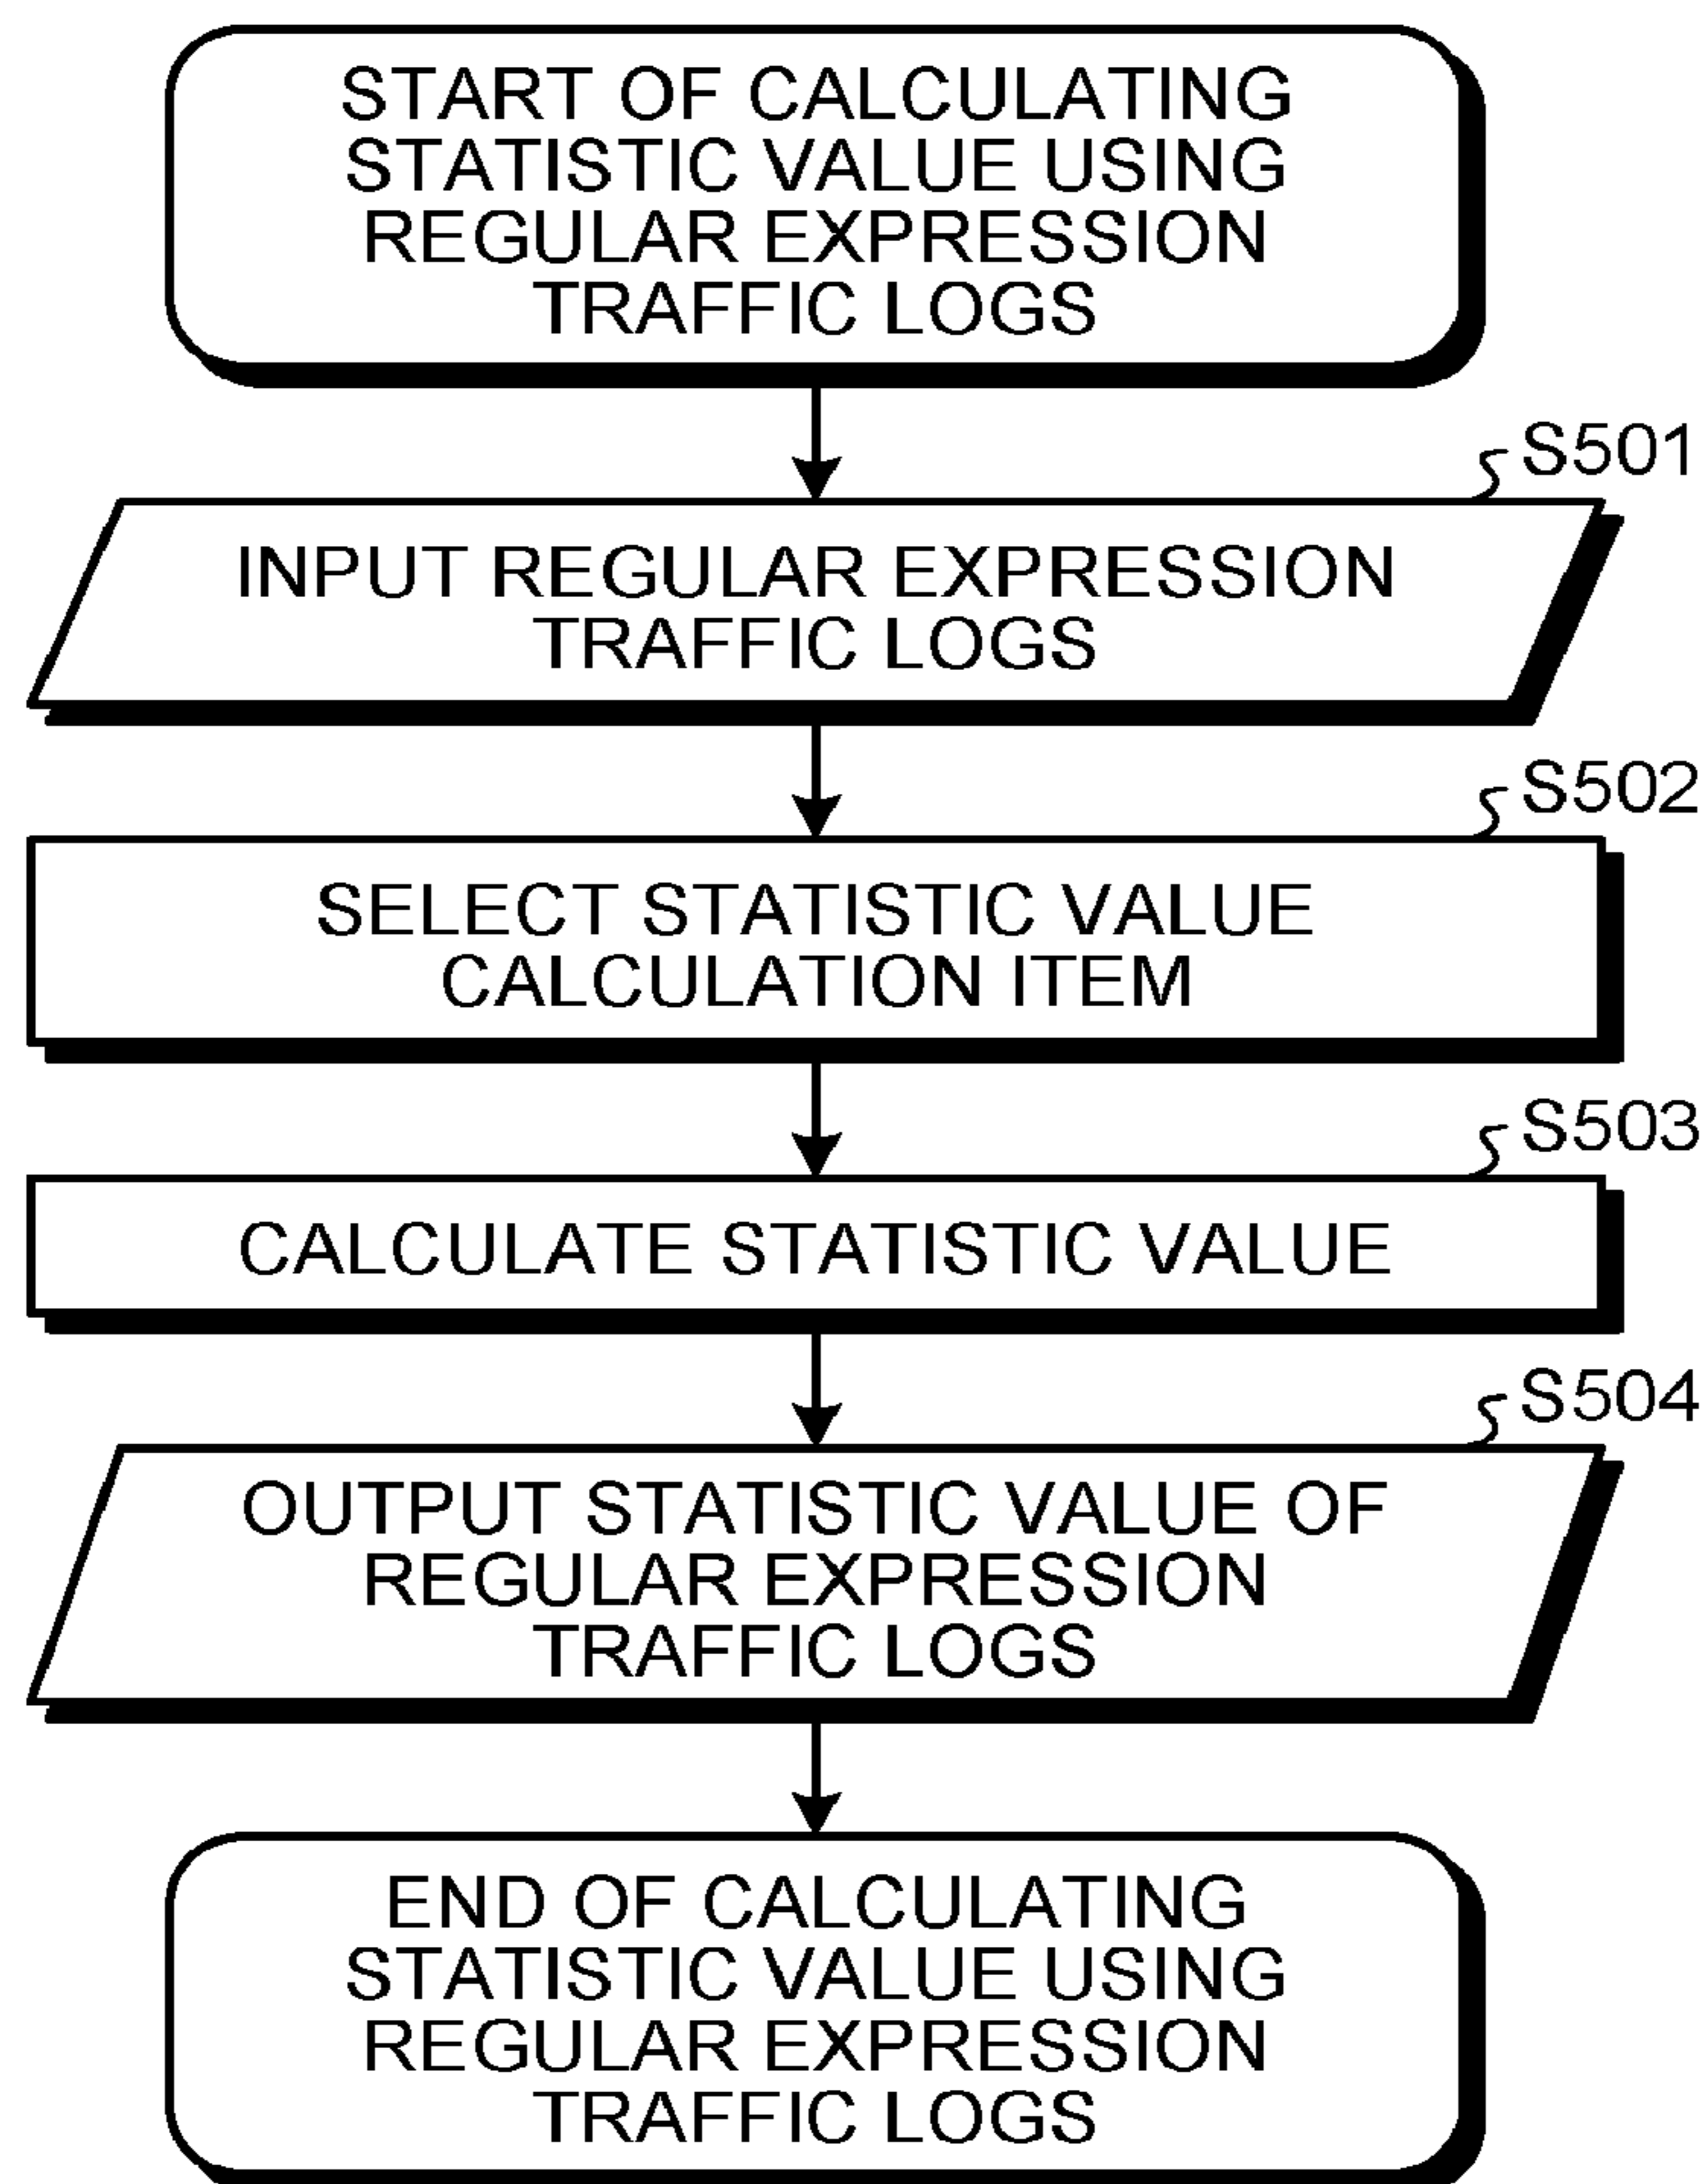 START OF CALCULATING
STATISTIC VALUE USING
REGULAR EXPRESSION
TRAFFIC LOGS
S501
INPUT REGULAR EXPRESSION
TRAFFIC LOGS
S502
SELECT STATISTIC VALUE
CALCULATION ITEM
S503
CALCULATE STATISTIC VALUE
S504
OUTPUT STATISTIC VALUE OF
REGULAR EXPRESSION
TRAFFIC LOGS
END OF CALCULATING
STATISTIC VALUE USING
REGULAR EXPRESSION
TRAFFIC LOGS